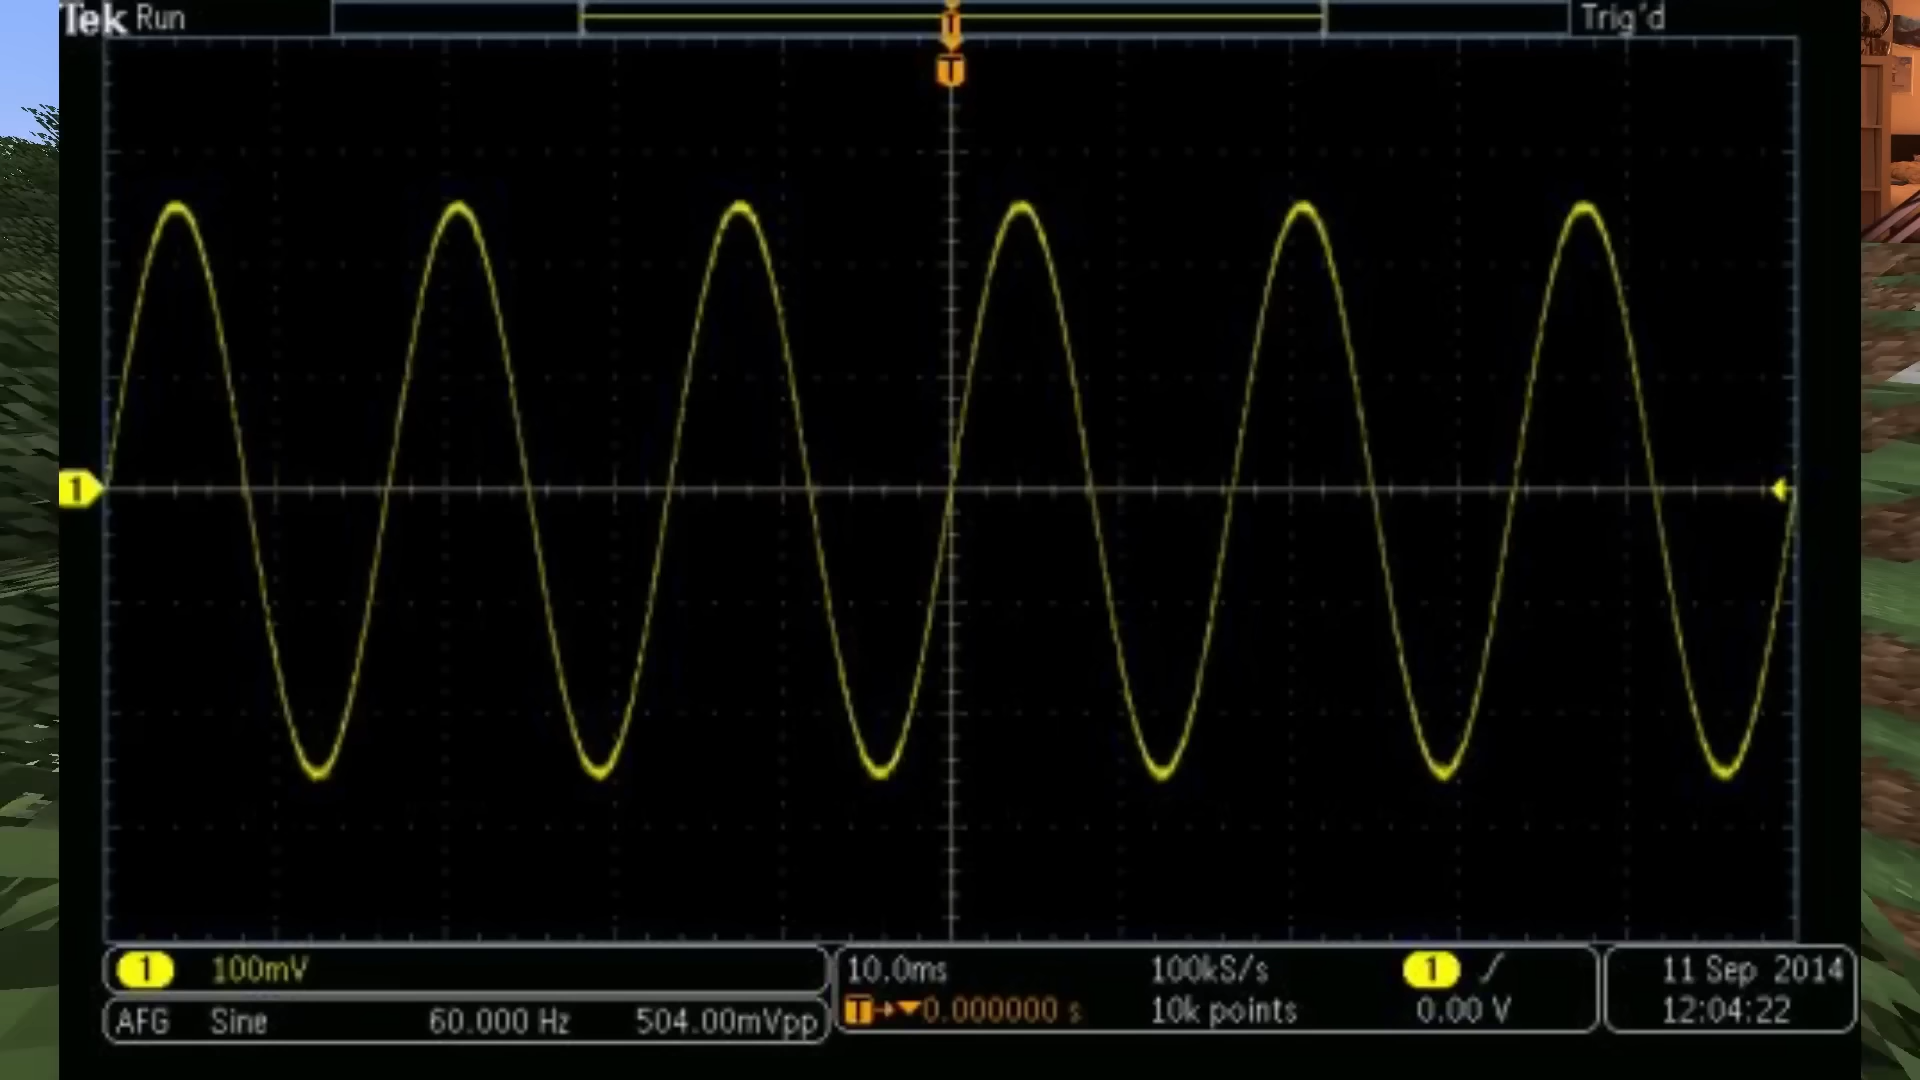 Tek Run Trig'd
T
T
1
1 100mV
AFG Sine 60.000 Hz 504.00mVpp
10.0ms 100kS/s 1
T 0.000000 s 10k points 0.00 V
11 Sep 2014
12:04:22